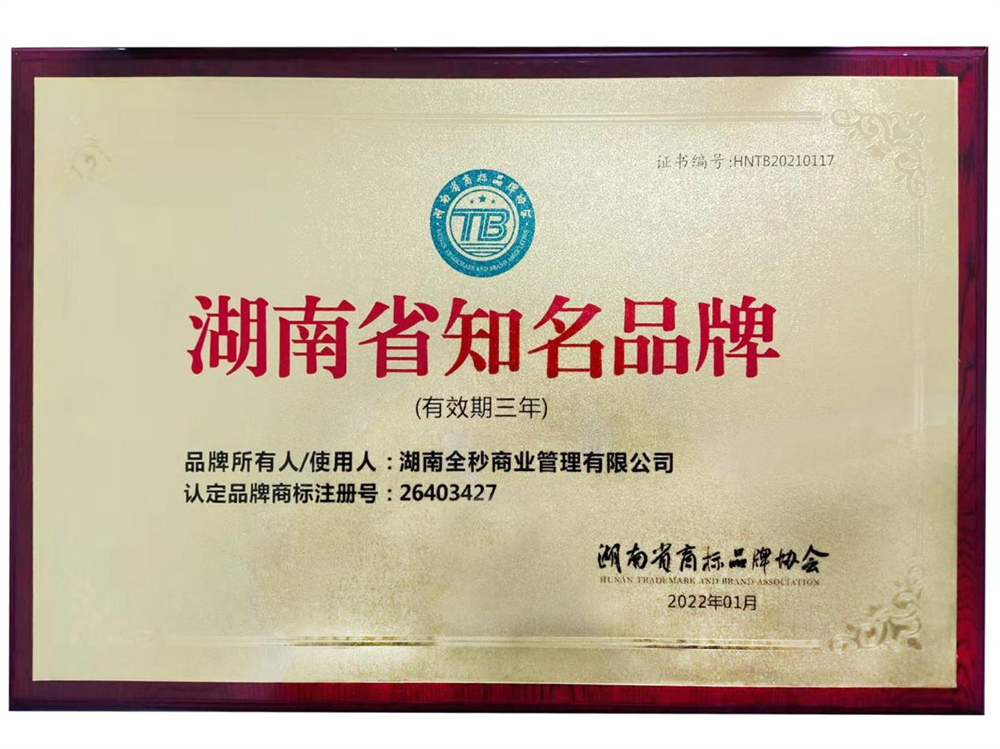 证书编号:HNTB20210117
湖南省商标品牌协会
TB
HUNAN TRADEMARK AND BRAND ASSOCIATION
湖南省知名品牌
(有效期三年)
品牌所有人/使用人：湖南全秒商业管理有限公司
认定品牌商标注册号：26403427
湖南省商标品牌协会
HUNAN TRADEMARK AND BRAND ASSOCIATION
2022年01月